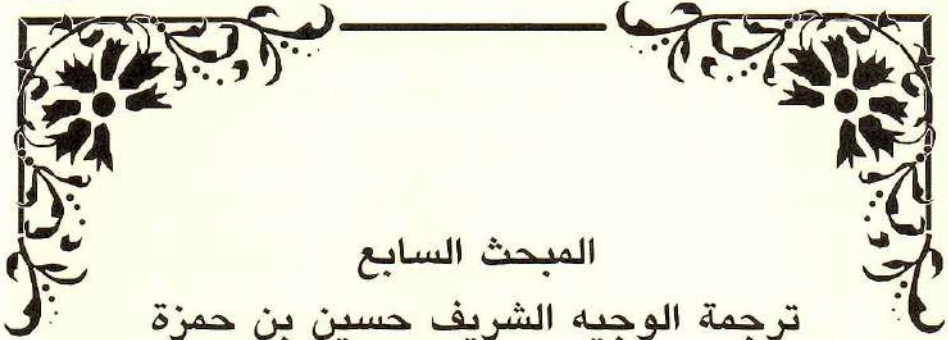 المبحث السابع
ترجمة الوجيه الشريف حسين بن حمزة